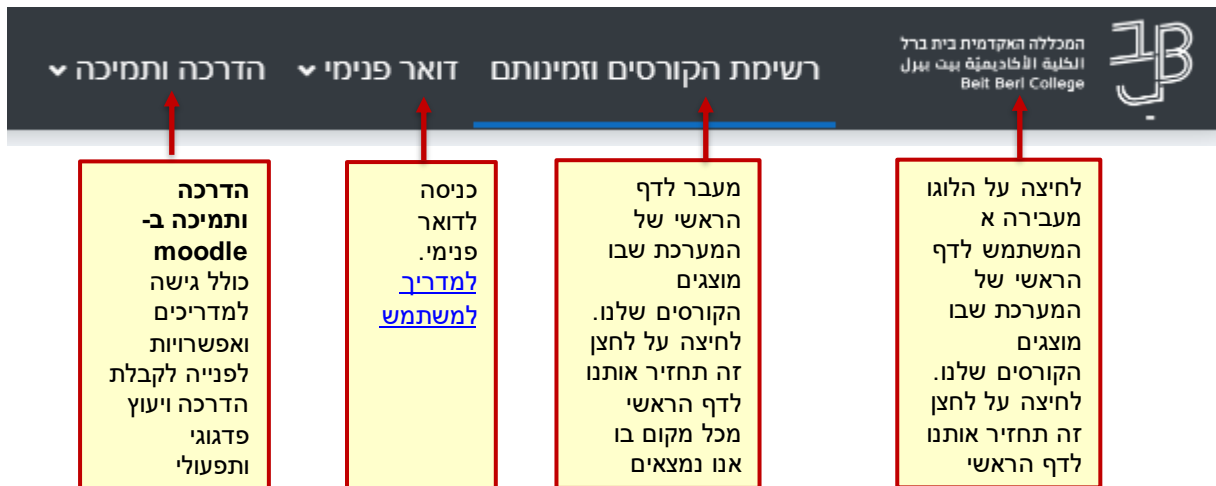 המכללה האקדמית בית ברל
الكلية الأكاديميّة بيت بيرل
Beit Berl College
רשימת הקורסים וזמינותם
דואר פנימי
הדרכה ותמיכה
לחיצה על הלוגו
מעבירה א
המשתמש לדף
הראשי של
המערכת שבו
מוצגים
הקורסים שלנו.
לחיצה על לחצן
זה תחזיר אותנו
לדף הראשי
מעבר לדף
הראשי של
המערכת שבו
מוצגים
הקורסים שלנו.
לחיצה על לחצן
זה תחזיר אותנו
לדף הראשי
מכל מקום בו
אנו נמצאים
כניסה
לדואר
פנימי.
למדריך
למשתמש
הדרכה
ותמיכה ב-
moodle
כולל גישה
למדריכים
ואפשרויות
לפנייה לקבלת
הדרכה ויעוץ
פדגוגי
ותפעולי